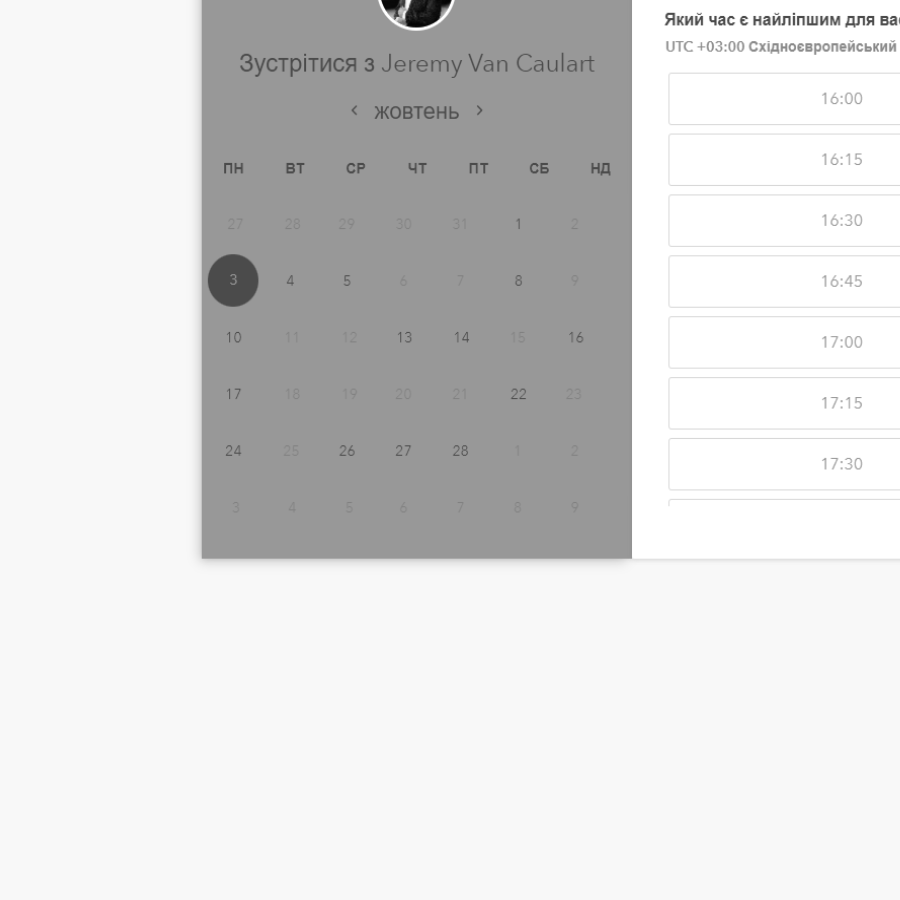 Зустрітися з Jeremy Van Caulart
жовтень
ПН ВТ СР ЧТ ПТ СБ НД
27 28 29 30 31 1 2
3 4 5 6 7 8 9
10 11 12 13 14 15 16
17 18 19 20 21 22 23
24 25 26 27 28 1 2
3 4 5 6 7 8 9
Який час є найліпшим для
UTC +03:00 Східноєвропейський
16:00
16:15
16:30
16:45
17:00
17:15
17:30